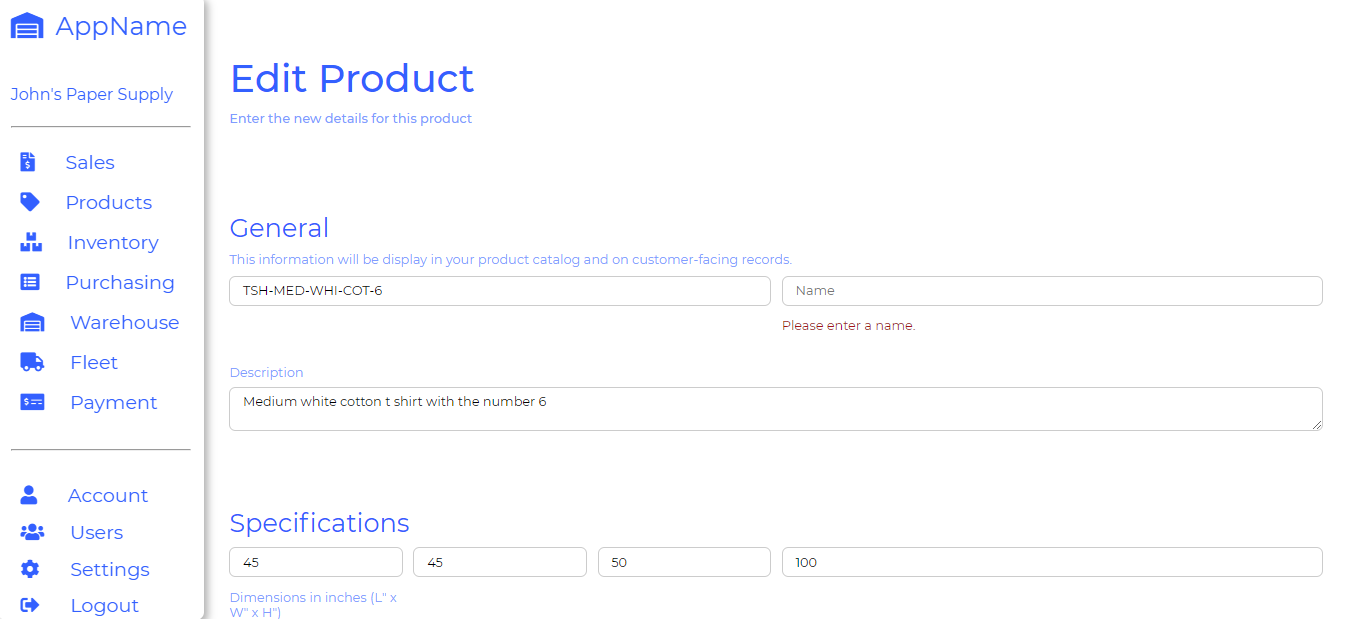 AppName
John's Paper Supply
Sales
Products
Inventory
Purchasing
Warehouse
Fleet
Payment
Account
Users
Settings
Logout
Edit Product
Enter the new details for this product
General
This information will be display in your product catalog and on customer-facing records.
TSH-MED-WHI-COT-6
Name
Please enter a name.
Description
Medium white cotton t shirt with the number 6
Specifications
45
45
50
100
Dimensions in inches (L" x
W" x H")